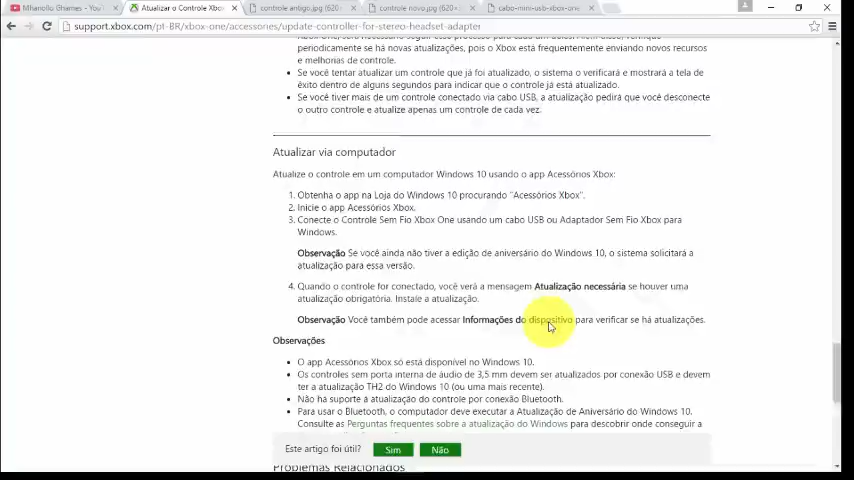 Mhanollo Ghames - You
Atualizar o Controle Xbo
controle antigo.jpg (620×
controle novo.jpg (620×
cabo-mini-usb-xbox-one
support.xbox.com/pt-BR/xbox-one/accessories/update-controller-for-stereo-headset-adapter
periodicamente se há novas atualizações, pois o Xbox está frequentemente enviando novos recursos
e melhorias de controle.
Se você tentar atualizar um controle que já foi atualizado, o sistema o verificará e mostrará a tela de
êxito dentro de alguns segundos para indicar que o controle já está atualizado.
Se você tiver mais de um controle conectado via cabo USB, a atualização pedirá que você desconecte
o outro controle e atualize apenas um controle de cada vez.
Atualizar via computador
Atualize o controle em um computador Windows 10 usando o app Acessórios Xbox:
1. Obtenha o app na Loja do Windows 10 procurando "Acessórios Xbox".
2. Inicie o app Acessórios Xbox.
3. Conecte o Controle Sem Fio Xbox One usando um cabo USB ou Adaptador Sem Fio Xbox para
Windows.
Observação Se você ainda não tiver a edição de aniversário do Windows 10, o sistema solicitará a
atualização para essa versão.
4. Quando o controle for conectado, você verá a mensagem Atualização necessária se houver uma
atualização obrigatória. Instale a atualização.
Observação Você também pode acessar Informações do dispositivo para verificar se há atualizações.
Observações
O app Acessórios Xbox só está disponível no Windows 10.
Os controles sem porta interna de áudio de 3,5 mm devem ser atualizados por conexão USB e devem
ter a atualização TH2 do Windows 10 (ou uma mais recente).
Não há suporte à atualização do controle por conexão Bluetooth.
Para usar o Bluetooth, o computador deve executar a Atualização de Aniversário do Windows 10.
Consulte as Perguntas frequentes sobre a atualização do Windows para descobrir onde conseguir a
Este artigo foi útil? Sim Não
Problemas Relacionados